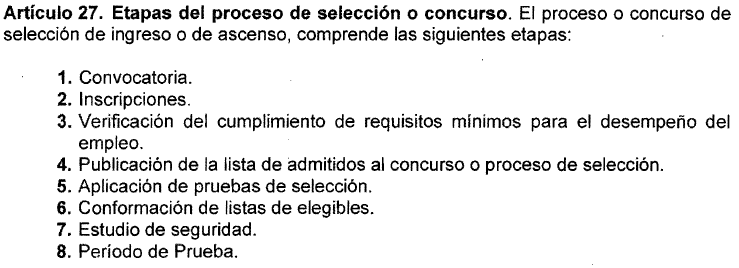 Artículo 27. Etapas del proceso de selección o concurso. El proceso o concurso de
selección de ingreso o de ascenso, comprende las siguientes etapas:
1. Convocatoria.
2. Inscripciones.
3. Verificación del cumplimiento de requisitos mínimos para el desempeño del
empleo.
4. Publicación de la lista de admitidos al concurso o proceso de selección.
5. Aplicación de pruebas de selección.
6. Conformación de listas de elegibles.
7. Estudio de seguridad.
8. Período de Prueba.